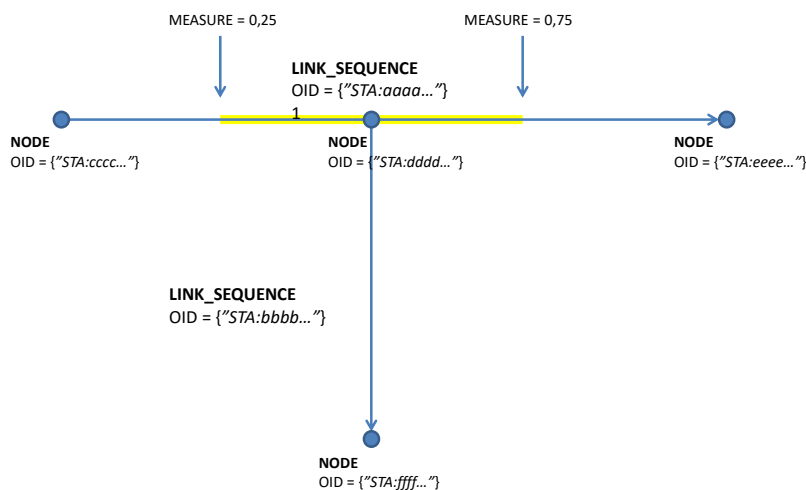 MEASURE = 0,25
MEASURE = 0,75
LINK_SEQUENCE
OID = {”STA:aaaa…”}
1
NODE
OID = {”STA:cccc…”}
NODE
OID = {”STA:dddd…”}
NODE
OID = {”STA:eeee…”}
LINK_SEQUENCE
OID = {”STA:bbbb…”}
NODE
OID = {”STA:ffff…”}